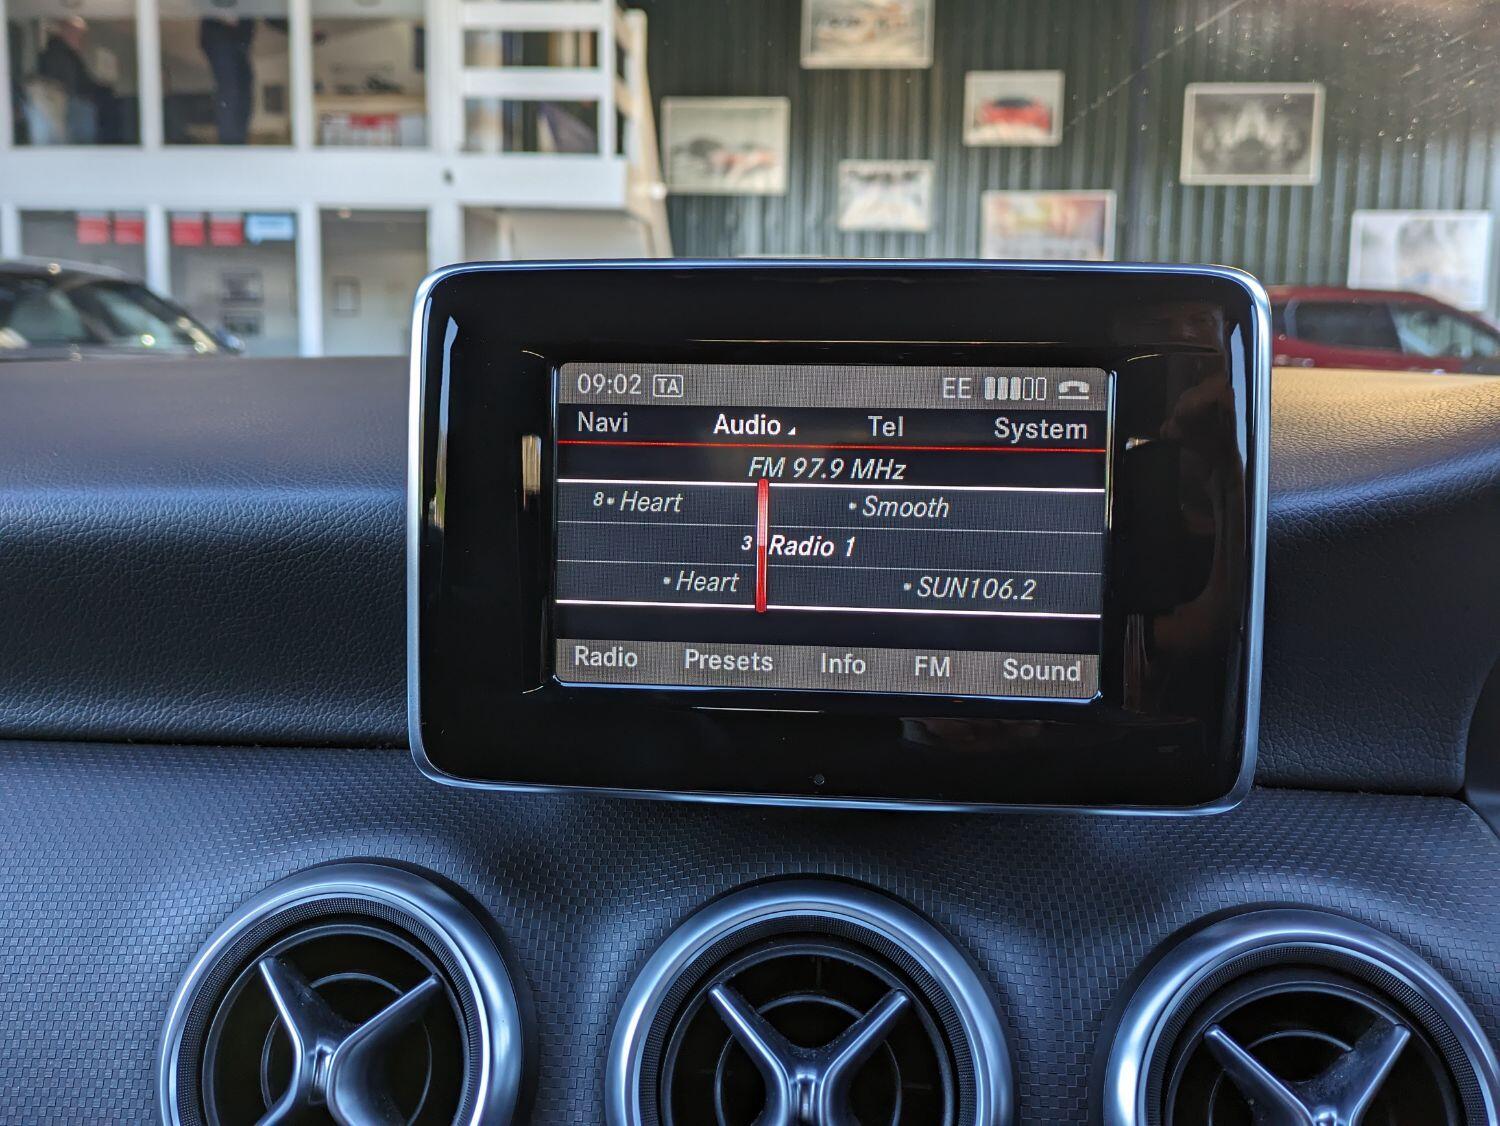 09:02 TA EE
Navi Audio Tel System
FM 97.9 MHz
8 • Heart • Smooth
3 Radio 1
• Heart • SUN106.2
Radio Presets Info FM Sound